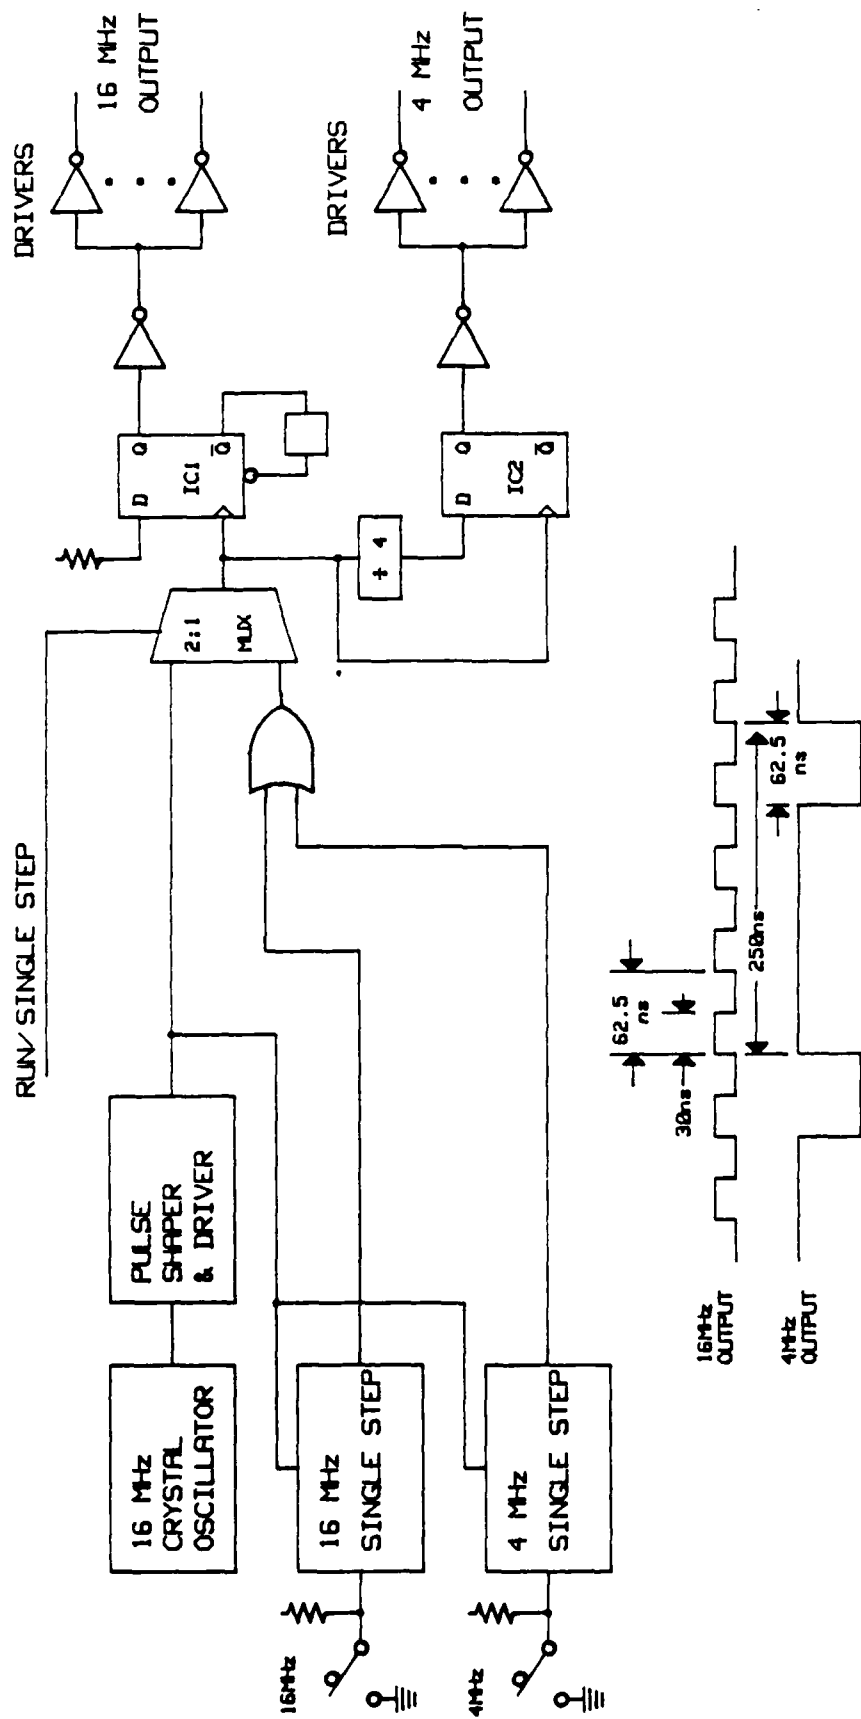 RUN/SINGLE STEP
16 MHz
CRYSTAL
OSCILLATOR
PULSE
SHAPER
& DRIVER
2:1
MUX
D
Q
IC1
Q
DRIVERS
16 MHz
OUTPUT
16MHz
16 MHz
SINGLE STEP
÷ 4
4MHz
4 MHz
SINGLE STEP
D
Q
IC2
Q
DRIVERS
4 MHz
OUTPUT
16MHz
OUTPUT
62.5
ns
30ns
250ns
62.5
ns
4MHz
OUTPUT